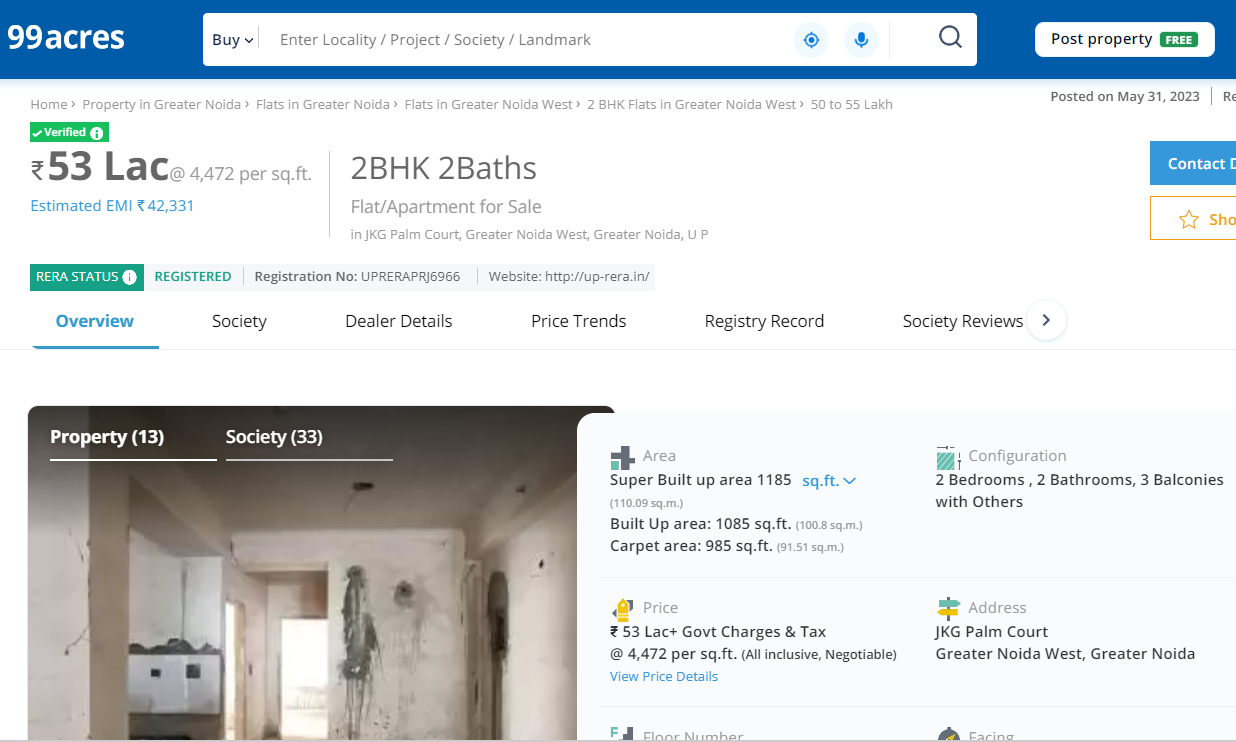 99acres
Buy
Enter Locality / Project / Society / Landmark
Post property FREE
Home › Property in Greater Noida › Flats in Greater Noida › Flats in Greater Noida West › 2 BHK Flats in Greater Noida West › 50 to 55 Lakh
Posted on May 31, 2023 | Re
Verified
₹53 Lac @ 4,472 per sq.ft.
Estimated EMI ₹ 42,331
2BHK 2Baths
Flat/Apartment for Sale
in JKG Palm Court, Greater Noida West, Greater Noida, U P
Contact D
Sho
RERA STATUS REGISTERED Registration No: UPRERAPRJ6966 Website: http://up-rera.in/
Overview Society Dealer Details Price Trends Registry Record Society Reviews
Property (13) Society (33)
Area
Super Built up area 1185 sq.ft.
(110.09 sq.m.)
Built Up area: 1085 sq.ft. (100.8 sq.m.)
Carpet area: 985 sq.ft. (91.51 sq.m.)
Configuration
2 Bedrooms , 2 Bathrooms, 3 Balconies
with Others
Price
₹ 53 Lac+ Govt Charges & Tax
@ 4,472 per sq.ft. (All inclusive, Negotiable)
View Price Details
Address
JKG Palm Court
Greater Noida West, Greater Noida
Floor Number
Facing